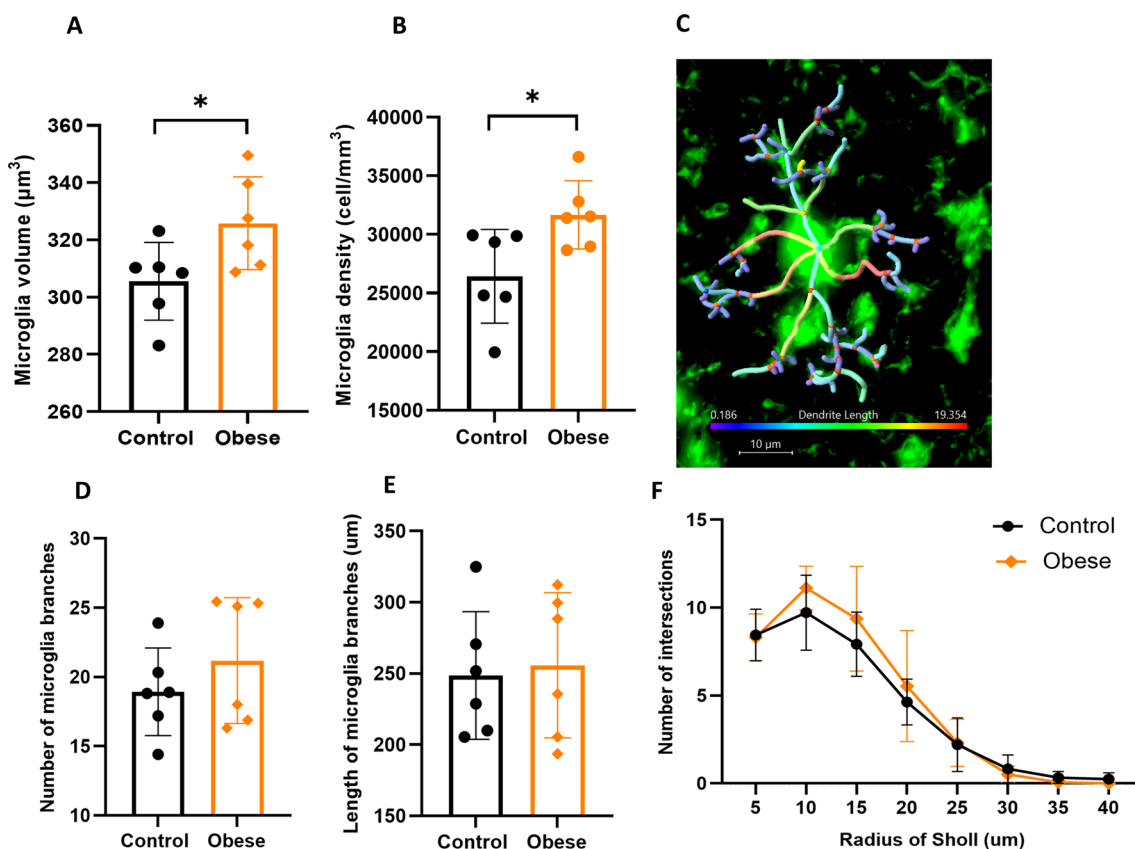 A
Microglia volume (µm³)
360
340
320
300
280
260
*
Control
Obese
B
Microglia density (cell/mm³)
40000
35000
30000
25000
20000
15000
*
Control
Obese
C
0.186
Dendrite Length
19.354
10 µm
D
Number of microglia branches
30
25
20
15
10
Control
Obese
E
Length of microglia branches (um)
350
300
250
200
150
Control
Obese
F
Number of intersections
15
10
5
0
5 10 15 20 25 30 35 40
Radius of Sholl (um)
Control
Obese